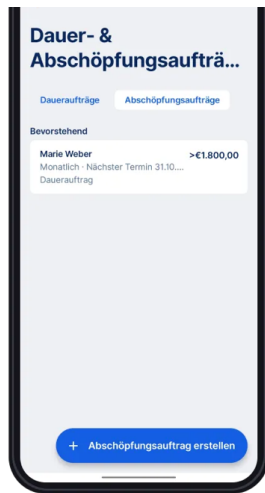 Dauer- &
Abschöpfungsaufträ...
Daueraufträge Abschöpfungsaufträge
Bevorstehend
Marie Weber >€1.800,00
Monatlich · Nächster Termin 31.10....
Dauerauftrag
+ Abschöpfungsauftrag erstellen